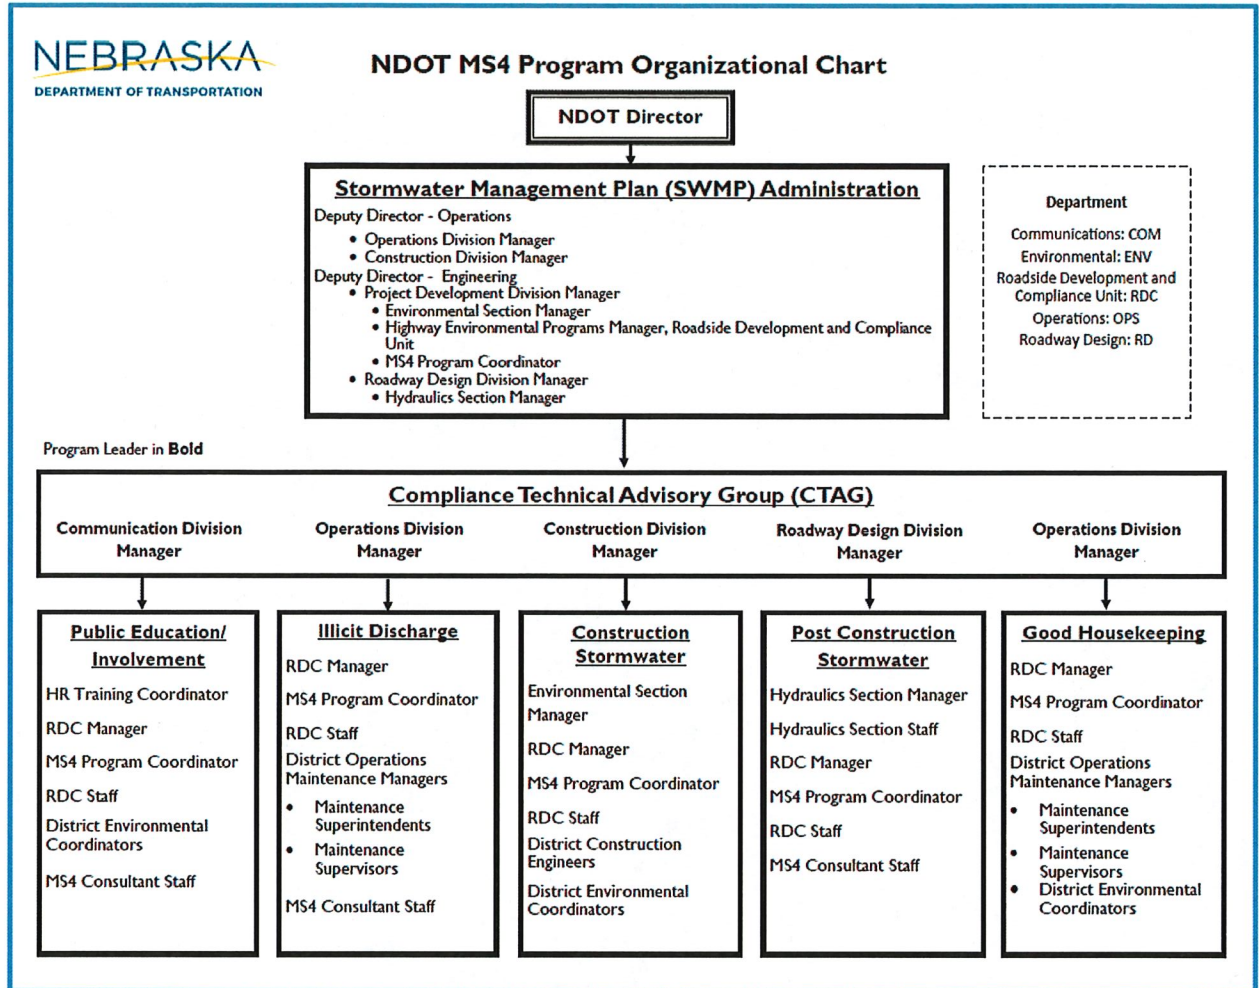 NEBRASKA
DEPARTMENT OF TRANSPORTATION
NDOT MS4 Program Organizational Chart
NDOT Director
Stormwater Management Plan (SWMP) Administration
Deputy Director - Operations
• Operations Division Manager
• Construction Division Manager
Deputy Director - Engineering
• Project Development Division Manager
• Environmental Section Manager
• Highway Environmental Programs Manager, Roadside Development and Compliance
Unit
• MS4 Program Coordinator
• Roadway Design Division Manager
• Hydraulics Section Manager
Department
Communications: COM
Environmental: ENV
Roadside Development and
Compliance Unit: RDC
Operations: OPS
Roadway Design: RD
Program Leader in Bold
Compliance Technical Advisory Group (CTAG)
Communication Division
Manager
Operations Division
Manager
Construction Division
Manager
Roadway Design Division
Manager
Operations Division
Manager
Public Education/
Involvement
HR Training Coordinator
RDC Manager
MS4 Program Coordinator
RDC Staff
District Environmental
Coordinators
MS4 Consultant Staff
Illicit Discharge
RDC Manager
MS4 Program Coordinator
RDC Staff
District Operations
Maintenance Managers
• Maintenance
Superintendents
• Maintenance
Supervisors
MS4 Consultant Staff
Construction
Stormwater
Environmental Section
Manager
RDC Manager
MS4 Program Coordinator
RDC Staff
District Construction
Engineers
District Environmental
Coordinators
Post Construction
Stormwater
Hydraulics Section Manager
Hydraulics Section Staff
RDC Manager
MS4 Program Coordinator
RDC Staff
MS4 Consultant Staff
Good Housekeeping
RDC Manager
MS4 Program Coordinator
RDC Staff
District Operations
Maintenance Managers
• Maintenance
Superintendents
• Maintenance
Supervisors
• District Environmental
Coordinators